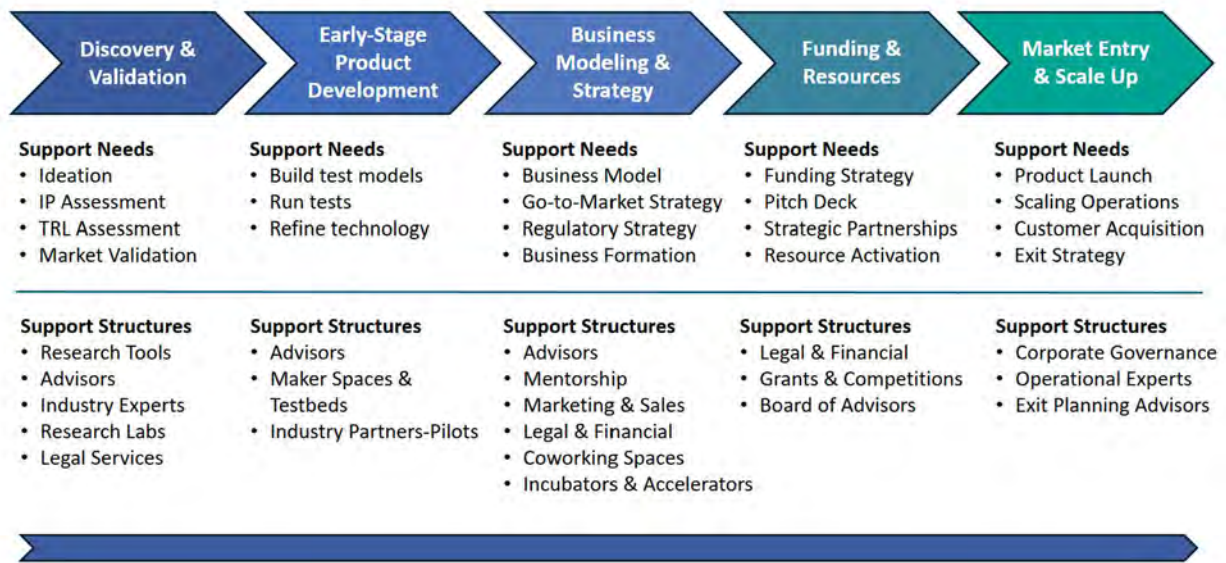 Discovery &
Validation
Early-Stage
Product
Development
Business
Modeling &
Strategy
Funding &
Resources
Market Entry
& Scale Up
Support Needs
• Ideation
• IP Assessment
• TRL Assessment
• Market Validation
Support Needs
• Build test models
• Run tests
• Refine technology
Support Needs
• Business Model
• Go-to-Market Strategy
• Regulatory Strategy
• Business Formation
Support Needs
• Funding Strategy
• Pitch Deck
• Strategic Partnerships
• Resource Activation
Support Needs
• Product Launch
• Scaling Operations
• Customer Acquisition
• Exit Strategy
Support Structures
• Research Tools
• Advisors
• Industry Experts
• Research Labs
• Legal Services
Support Structures
• Advisors
• Maker Spaces &
Testbeds
• Industry Partners-Pilots
Support Structures
• Advisors
• Mentorship
• Marketing & Sales
• Legal & Financial
• Coworking Spaces
• Incubators & Accelerators
Support Structures
• Legal & Financial
• Grants & Competitions
• Board of Advisors
Support Structures
• Corporate Governance
• Operational Experts
• Exit Planning Advisors